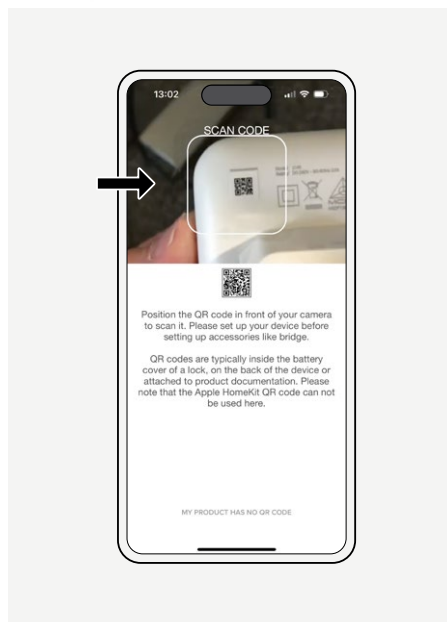 13:02
SCAN CODE
Position the QR code in front of your camera
to scan it. Please set up your device before
setting up accessories like bridge.
QR codes are typically inside the battery
cover of a lock, on the back of the device or
attached to product documentation. Please
note that the Apple HomeKit QR code can not
be used here.
MY PRODUCT HAS NO QR CODE